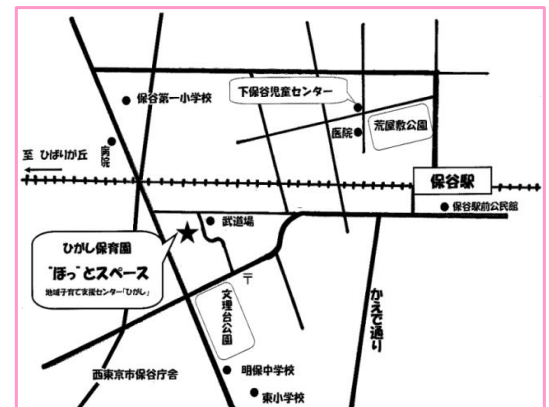 下保谷児童センター
保谷第一小学校
医院
荒屋敷公園
病院
至 ひばりが丘
保谷駅
保谷駅前公民館
武道場
ひがし保育園
"ほっ"とスペース
地域子育て支援センター「ひがし」
〒
文理台公園
かえで通り
西東京市保谷庁舎
明保中学校
東小学校